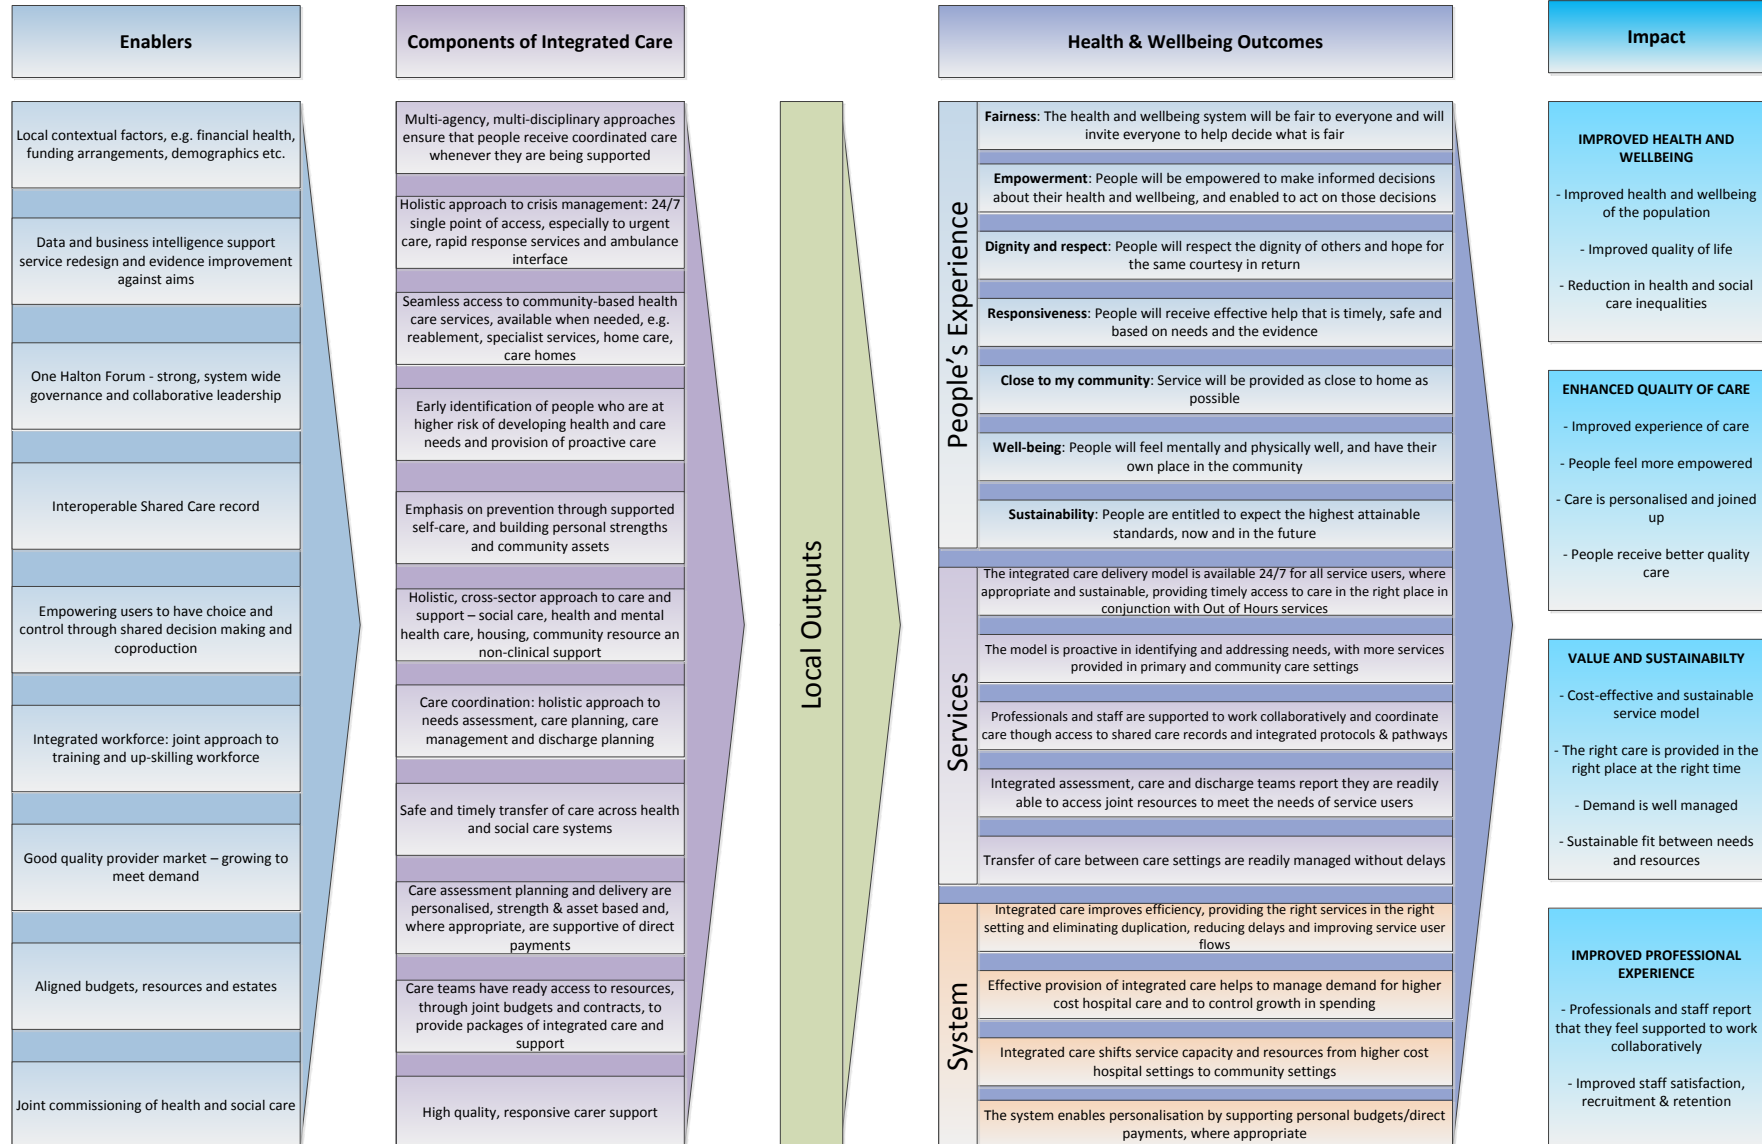 Enablers
Components of Integrated Care
Health & Wellbeing Outcomes
Impact
Local contextual factors, e.g. financial health,
funding arrangements, demographics etc.
Data and business intelligence support
service redesign and evidence improvement
against aims
One Halton Forum - strong, system wide
governance and collaborative leadership
Interoperable Shared Care record
Empowering users to have choice and
control through shared decision making and
coproduction
Integrated workforce: joint approach to
training and up-skilling workforce
Good quality provider market – growing to
meet demand
Aligned budgets, resources and estates
Joint commissioning of health and social care
Multi-agency, multi-disciplinary approaches
ensure that people receive coordinated care
whenever they are being supported
Holistic approach to crisis management: 24/7
single point of access, especially to urgent
care, rapid response services and ambulance
interface
Seamless access to community-based health
care services, available when needed, e.g.
reablement, specialist services, home care,
care homes
Early identification of people who are at
higher risk of developing health and care
needs and provision of proactive care
Emphasis on prevention through supported
self-care, and building personal strengths
and community assets
Holistic, cross-sector approach to care and
support – social care, health and mental
health care, housing, community resource an
non-clinical support
Care coordination: holistic approach to
needs assessment, care planning, care
management and discharge planning
Safe and timely transfer of care across health
and social care systems
Care assessment planning and delivery are
personalised, strength & asset based and,
where appropriate, are supportive of direct
payments
Care teams have ready access to resources,
through joint budgets and contracts, to
provide packages of integrated care and
support
High quality, responsive carer support
Local Outputs
People's Experience
Fairness: The health and wellbeing system will be fair to everyone and will
invite everyone to help decide what is fair
Empowerment: People will be empowered to make informed decisions
about their health and wellbeing, and enabled to act on those decisions
Dignity and respect: People will respect the dignity of others and hope for
the same courtesy in return
Responsiveness: People will receive effective help that is timely, safe and
based on needs and the evidence
Close to my community: Service will be provided as close to home as
possible
Well-being: People will feel mentally and physically well, and have their
own place in the community
Sustainability: People are entitled to expect the highest attainable
standards, now and in the future
Services
The integrated care delivery model is available 24/7 for all service users, where
appropriate and sustainable, providing timely access to care in the right place in
conjunction with Out of Hours services
The model is proactive in identifying and addressing needs, with more services
provided in primary and community care settings
Professionals and staff are supported to work collaboratively and coordinate
care though access to shared care records and integrated protocols & pathways
Integrated assessment, care and discharge teams report they are readily
able to access joint resources to meet the needs of service users
Transfer of care between care settings are readily managed without delays
System
Integrated care improves efficiency, providing the right services in the right
setting and eliminating duplication, reducing delays and improving service user
flows
Effective provision of integrated care helps to manage demand for higher
cost hospital care and to control growth in spending
Integrated care shifts service capacity and resources from higher cost
hospital settings to community settings
The system enables personalisation by supporting personal budgets/direct
payments, where appropriate
IMPROVED HEALTH AND
WELLBEING
- Improved health and wellbeing
of the population
- Improved quality of life
- Reduction in health and social
care inequalities
ENHANCED QUALITY OF CARE
- Improved experience of care
- People feel more empowered
- Care is personalised and joined
up
- People receive better quality
care
VALUE AND SUSTAINABILTY
- Cost-effective and sustainable
service model
- The right care is provided in the
right place at the right time
- Demand is well managed
- Sustainable fit between needs
and resources
IMPROVED PROFESSIONAL
EXPERIENCE
- Professionals and staff report
that they feel supported to work
collaboratively
- Improved staff satisfaction,
recruitment & retention